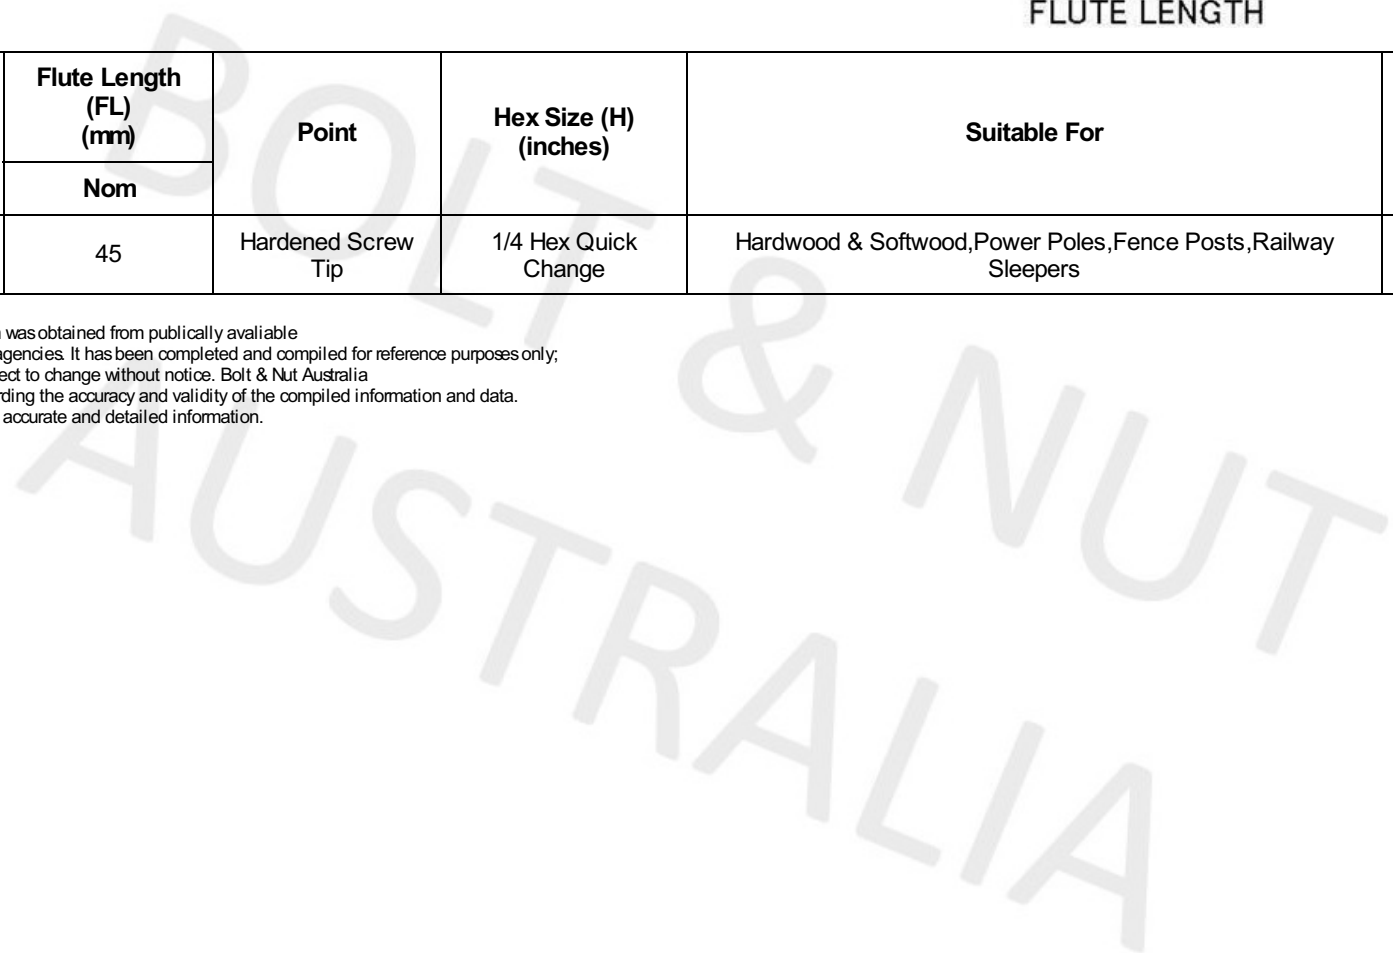 FLUTE LENGTH
Flute Length
(FL)
(mm)
Nom
Point
Hex Size (H)
(inches)
Suitable For
45
Hardened Screw
Tip
1/4 Hex Quick
Change
Hardwood & Softwood,Power Poles,Fence Posts,Railway
Sleepers
was obtained from publically avaliable
agencies. It has been completed and compiled for reference purposes only;
ect to change without notice. Bolt & Nut Australia
rding the accuracy and validity of the compiled information and data.
accurate and detailed information.
BOLT & NUT
AUSTRALIA